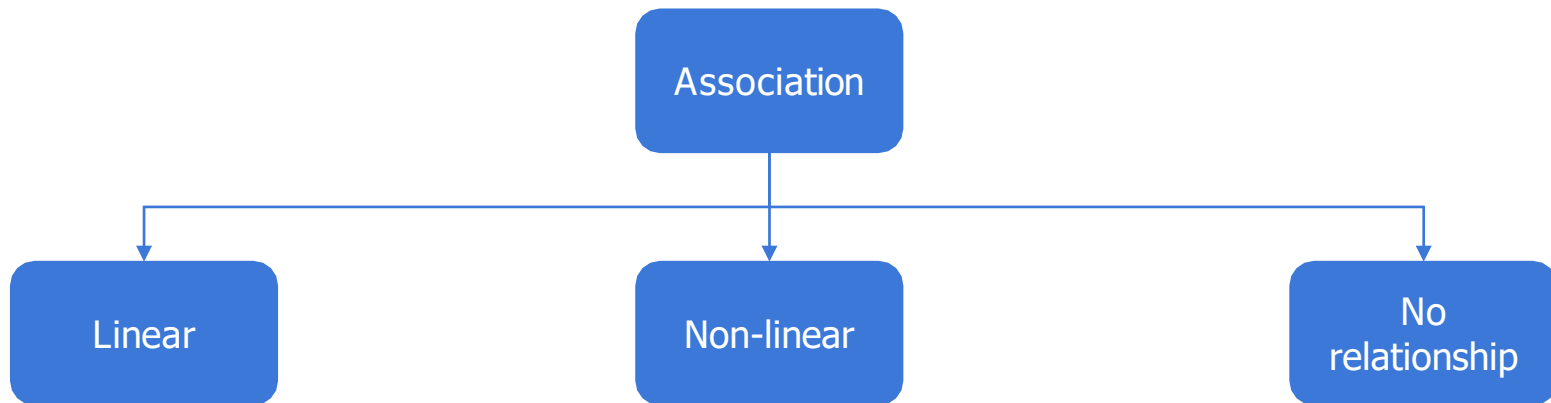 Association
Linear
Non-linear
No
relationship